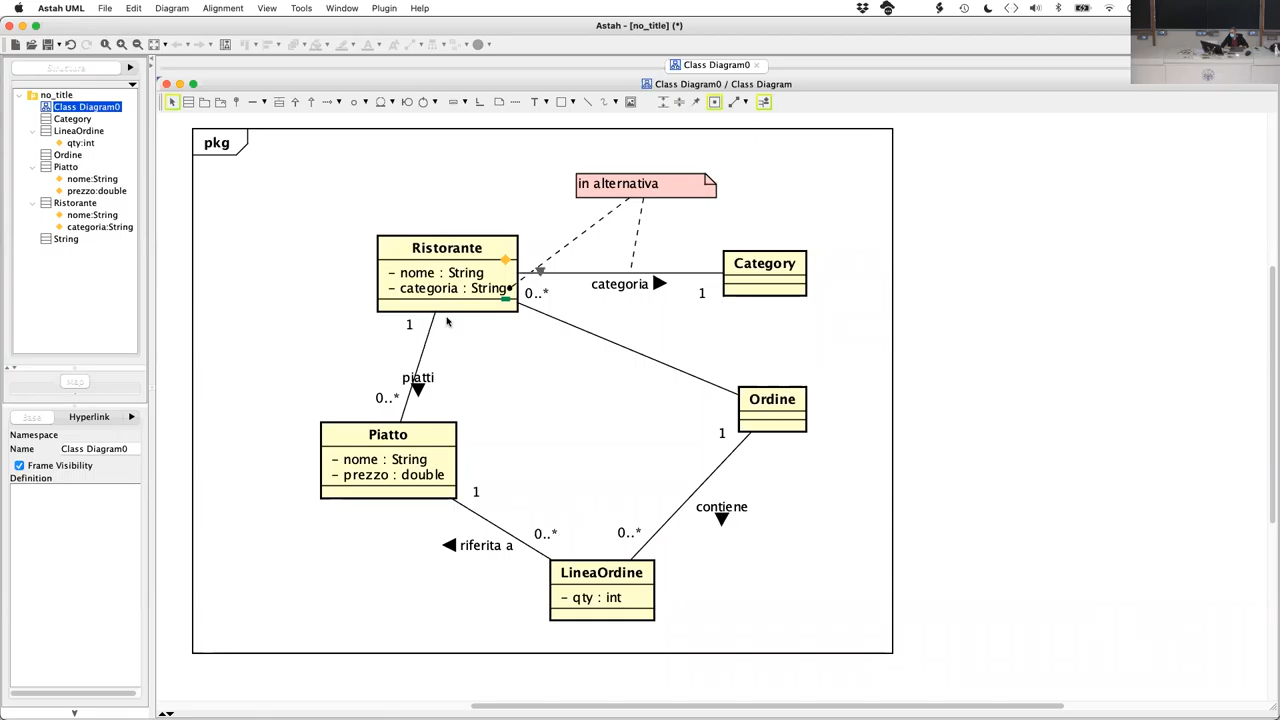 Astah UML File Edit Diagram Alignment View Tools Window Plugin Help
Astah - [no_title] (*)
Structure
Class Diagram0
Class Diagram0 / Class Diagram
no_title
Class Diagram0
Category
LineaOrdine
qty:int
Ordine
Piatto
nome:String
prezzo:double
Ristorante
nome:String
categoria:String
String
Map
Base Hyperlink
Namespace
Name Class Diagram0
Frame Visibility
Definition
pkg
in alternativa
Ristorante
- nome : String
- categoria : String
0..*
categoria
1
Category
1
piatti
0..*
Piatto
- nome : String
- prezzo : double
1
Ordine
1
contiene
0..*
0..*
riferita a
LineaOrdine
- qty : int